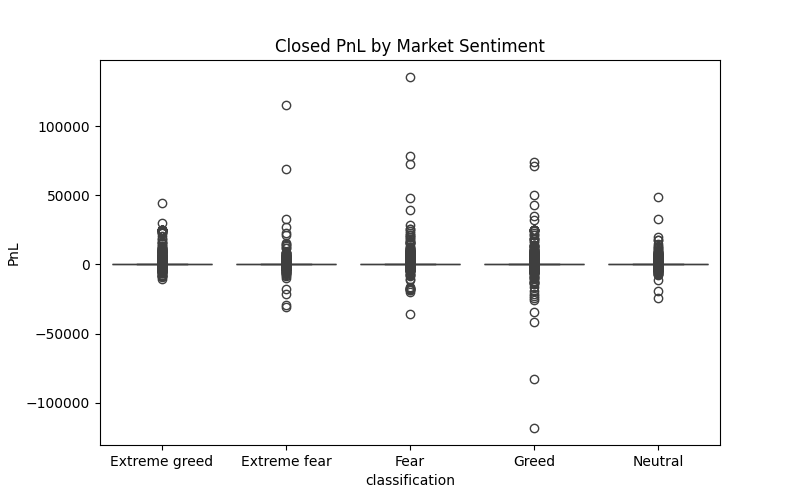 Closed PnL by Market Sentiment
PnL
100000
50000
0
−50000
−100000
Extreme greed Extreme fear Fear Greed Neutral
classification